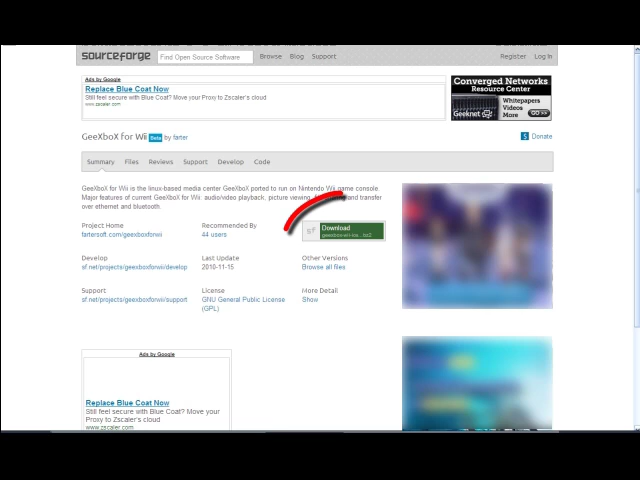 sourceforge
Find Open Source Software
Browse Blog Support
Register Log In
Ads by Google
Replace Blue Coat Now
Still feel secure with Blue Coat? Move your Proxy to Zscaler's cloud
www.zscaler.com
Converged Networks
Resource Center
Whitepapers
Videos
More
Geeknet
GO >>
GeeXboX for Wii Beta by farter
$ Donate
Summary Files Reviews Support Develop Code
GeeXboX for Wii is the linux-based media center GeeXboX ported to run on Nintendo Wii game console.
Major features of current GeeXboX for Wii: audio/video playback, picture viewing, and transfer
over ethernet and bluetooth.
Project Home
fartersoft.com/geexboxforwii
Recommended By
44 users
Download
Develop
sf.net/projects/geexboxforwii/develop
Last Update
2010-11-15
Other Versions
Browse all files
Support
sf.net/projects/geexboxforwii/support
License
GNU General Public License
(GPL)
More Detail
Show
Ads by Google
Replace Blue Coat Now
Still feel secure with Blue Coat? Move your
Proxy to Zscaler's cloud
www.zscaler.com